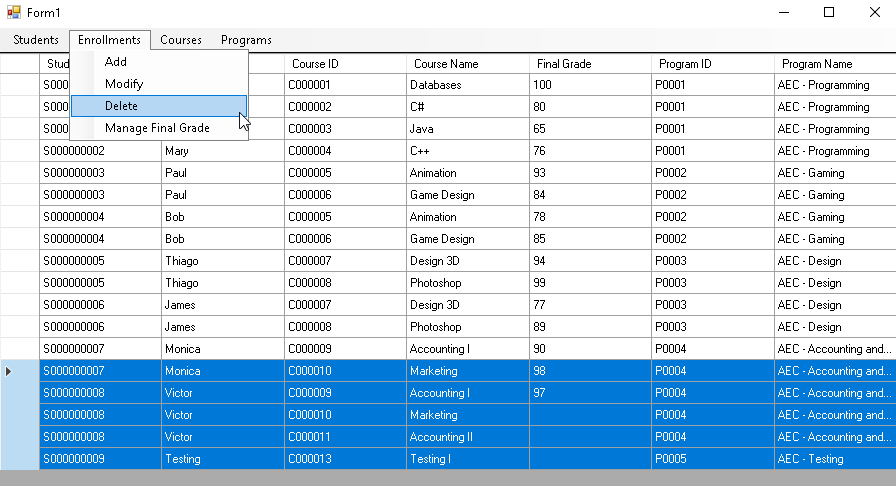 Form1
Students Enrollments Courses Programs
Add
Modify
Delete
Manage Final Grade
Course ID Course Name Final Grade Program ID Program Name
C000001 Databases 100 P0001 AEC - Programming
C000002 C# 80 P0001 AEC - Programming
C000003 Java 65 P0001 AEC - Programming
S000000002 Mary C000004 C++ 76 P0001 AEC - Programming
S000000003 Paul C000005 Animation 93 P0002 AEC - Gaming
S000000003 Paul C000006 Game Design 84 P0002 AEC - Gaming
S000000004 Bob C000005 Animation 78 P0002 AEC - Gaming
S000000004 Bob C000006 Game Design 85 P0002 AEC - Gaming
S000000005 Thiago C000007 Design 3D 94 P0003 AEC - Design
S000000005 Thiago C000008 Photoshop 99 P0003 AEC - Design
S000000006 James C000007 Design 3D 77 P0003 AEC - Design
S000000006 James C000008 Photoshop 89 P0003 AEC - Design
S000000007 Monica C000009 Accounting I 90 P0004 AEC - Accounting and...
S000000007 Monica C000010 Marketing 98 P0004 AEC - Accounting and...
S000000008 Victor C000009 Accounting I 97 P0004 AEC - Accounting and...
S000000008 Victor C000010 Marketing P0004 AEC - Accounting and...
S000000008 Victor C000011 Accounting II P0004 AEC - Accounting and...
S000000009 Testing C000013 Testing I P0005 AEC - Testing